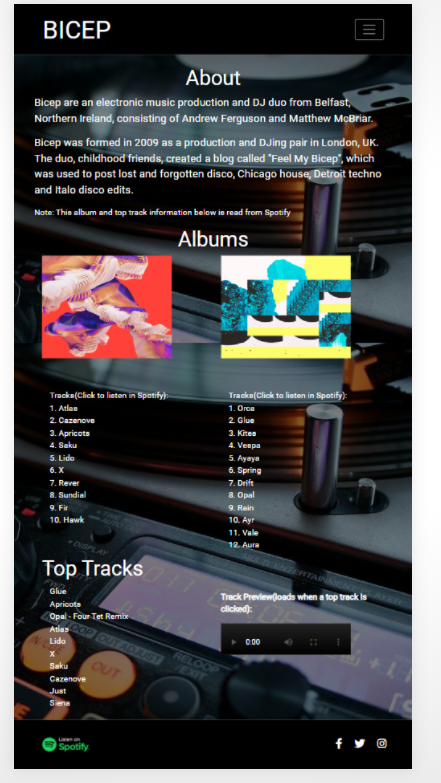 BICEP
About
Bicep are an electronic music production and DJ duo from Belfast,
Northern Ireland, consisting of Andrew Ferguson and Matthew McBriar.
Bicep was formed in 2009 as a production and DJing pair in London, UK.
The duo, childhood friends, created a blog called "Feel My Bicep", which
was used to post lost and forgotten disco, Chicago house, Detroit techno
and Italo disco edits.
Note: This album and top track information below is read from Spotify
Albums
Tracks(Click to listen in Spotify):
1. Atlas
2. Cazenove
3. Apricots
4. Saku
5. Lido
6. X
7. Rever
8. Sundial
9. Fir
10. Hawk
Tracks(Click to listen in Spotify):
1. Orca
2. Glue
3. Kites
4. Vespa
5. Ayaya
6. Spring
7. Drift
8. Opal
9. Rain
10. Ayr
11. Vale
12. Aura
Top Tracks
Glue
Apricots
Opal - Four Tet Remix
Atlas
Lido
X
Saku
Cazenove
Just
Siena
Track Preview(loads when a top track is
clicked):
0:00
Listen on
Spotify